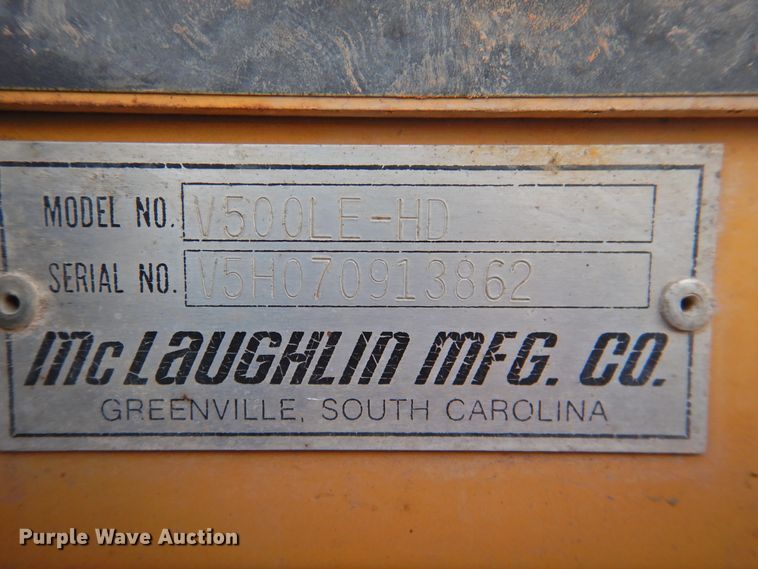 MODEL NO. V500LE-HD
SERIAL NO. V5H070913862
McLAUGHLIN MFG. CO.
GREENVILLE, SOUTH CAROLINA
Purple Wave Auction